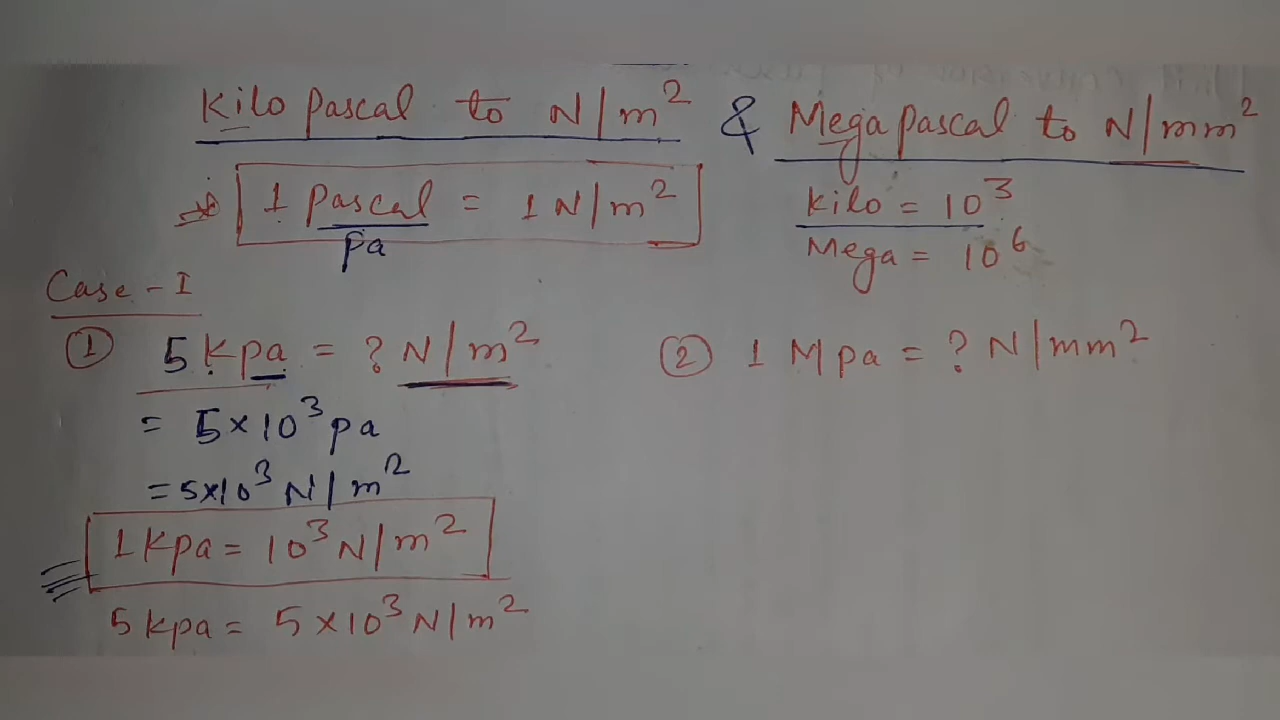 Kilo Pascal to N/m² & Mega pascal to N/mm²
1 Pascal = 1 N/m²
pa
Kilo = 10³
Mega = 10⁶
Case - I
① 5 kpa = ? N/m²
= 5×10³ pa
= 5×10³ N/m²
1 kpa = 10³ N/m²
5 kpa = 5×10³ N/m²
② 1 Mpa = ? N/mm²